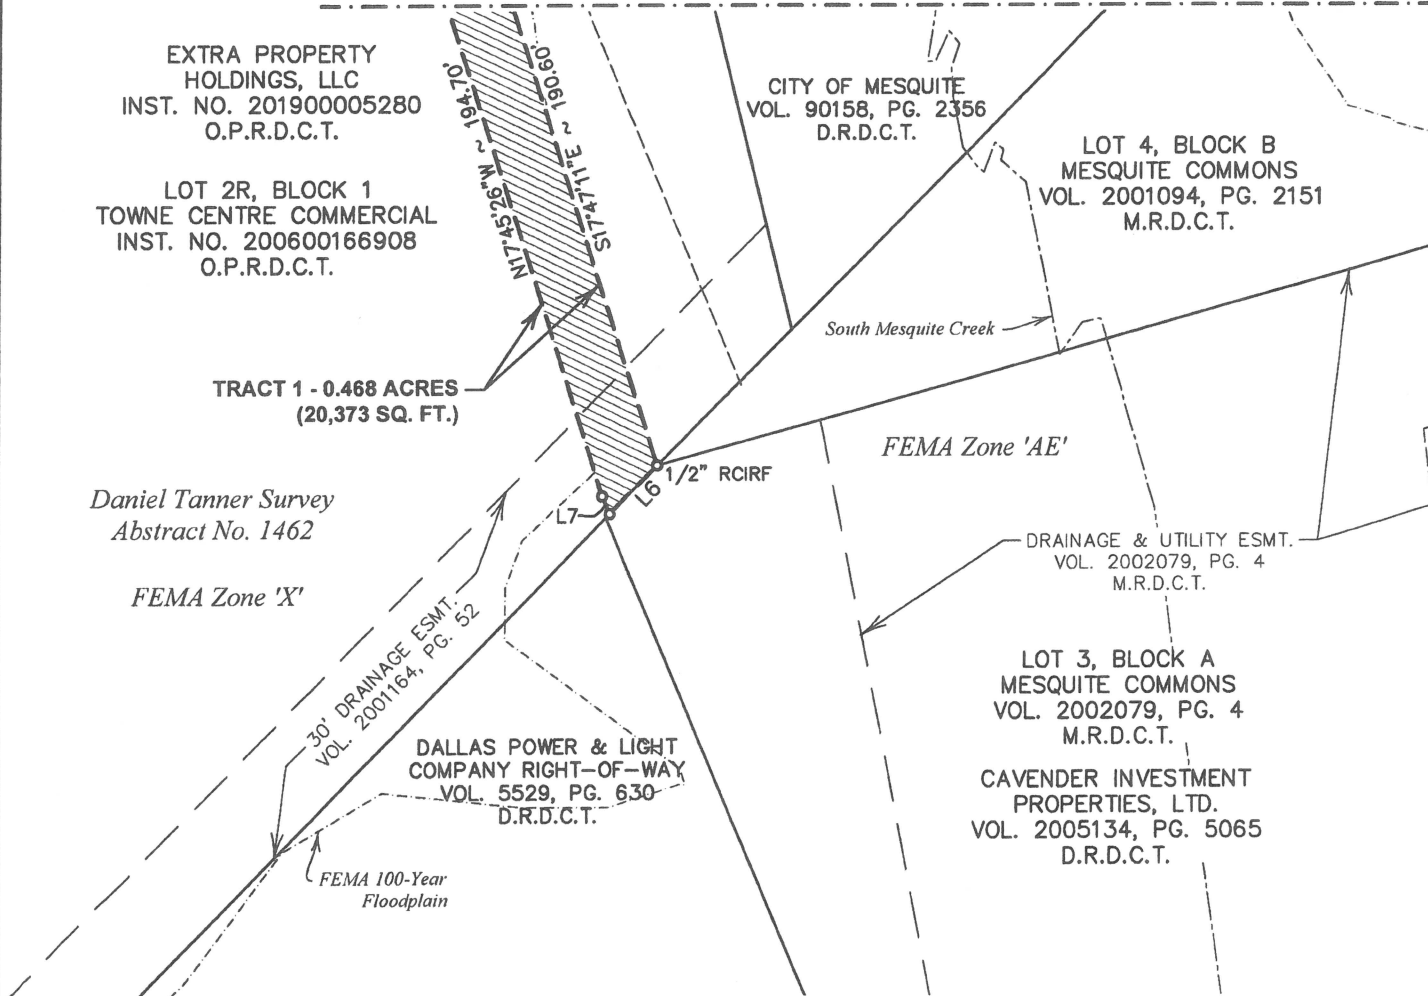 EXTRA PROPERTY
HOLDINGS, LLC
INST. NO. 201900005280
O.P.R.D.C.T.
LOT 2R, BLOCK 1
TOWNE CENTRE COMMERCIAL
INST. NO. 200600166908
O.P.R.D.C.T.
N17°45'26"W ~ 194.70'
S17°47'11"E ~ 190.60'
CITY OF MESQUITE
VOL. 90158, PG. 2356
D.R.D.C.T.
LOT 4, BLOCK B
MESQUITE COMMONS
VOL. 2001094, PG. 2151
M.R.D.C.T.
South Mesquite Creek
TRACT 1 - 0.468 ACRES
(20,373 SQ. FT.)
FEMA Zone 'AE'
1/2" RCIRF
L6
L7
Daniel Tanner Survey
Abstract No. 1462
FEMA Zone 'X'
DRAINAGE & UTILITY ESMT.
VOL. 2002079, PG. 4
M.R.D.C.T.
30' DRAINAGE ESMT.
VOL. 2001164, PG. 52
LOT 3, BLOCK A
MESQUITE COMMONS
VOL. 2002079, PG. 4
M.R.D.C.T.
DALLAS POWER & LIGHT
COMPANY RIGHT-OF-WAY
VOL. 5529, PG. 630
D.R.D.C.T.
CAVENDER INVESTMENT
PROPERTIES, LTD.
VOL. 2005134, PG. 5065
D.R.D.C.T.
FEMA 100-Year
Floodplain